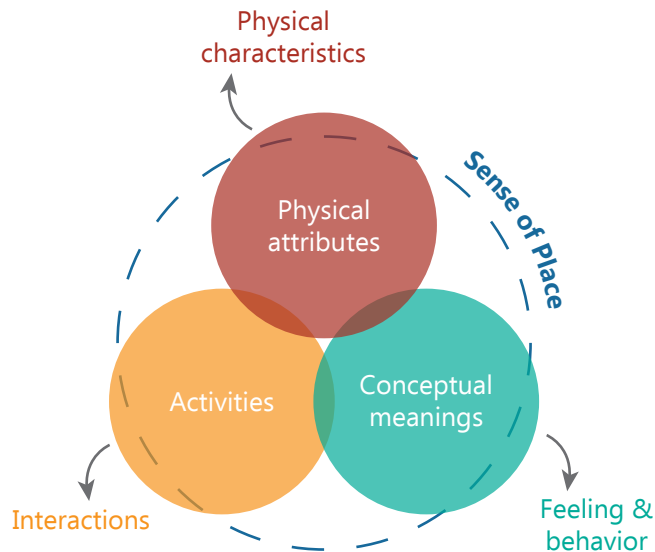 Physical
characteristics
Sense of Place
Physical
attributes
Activities
Conceptual
meanings
Interactions
Feeling &
behavior